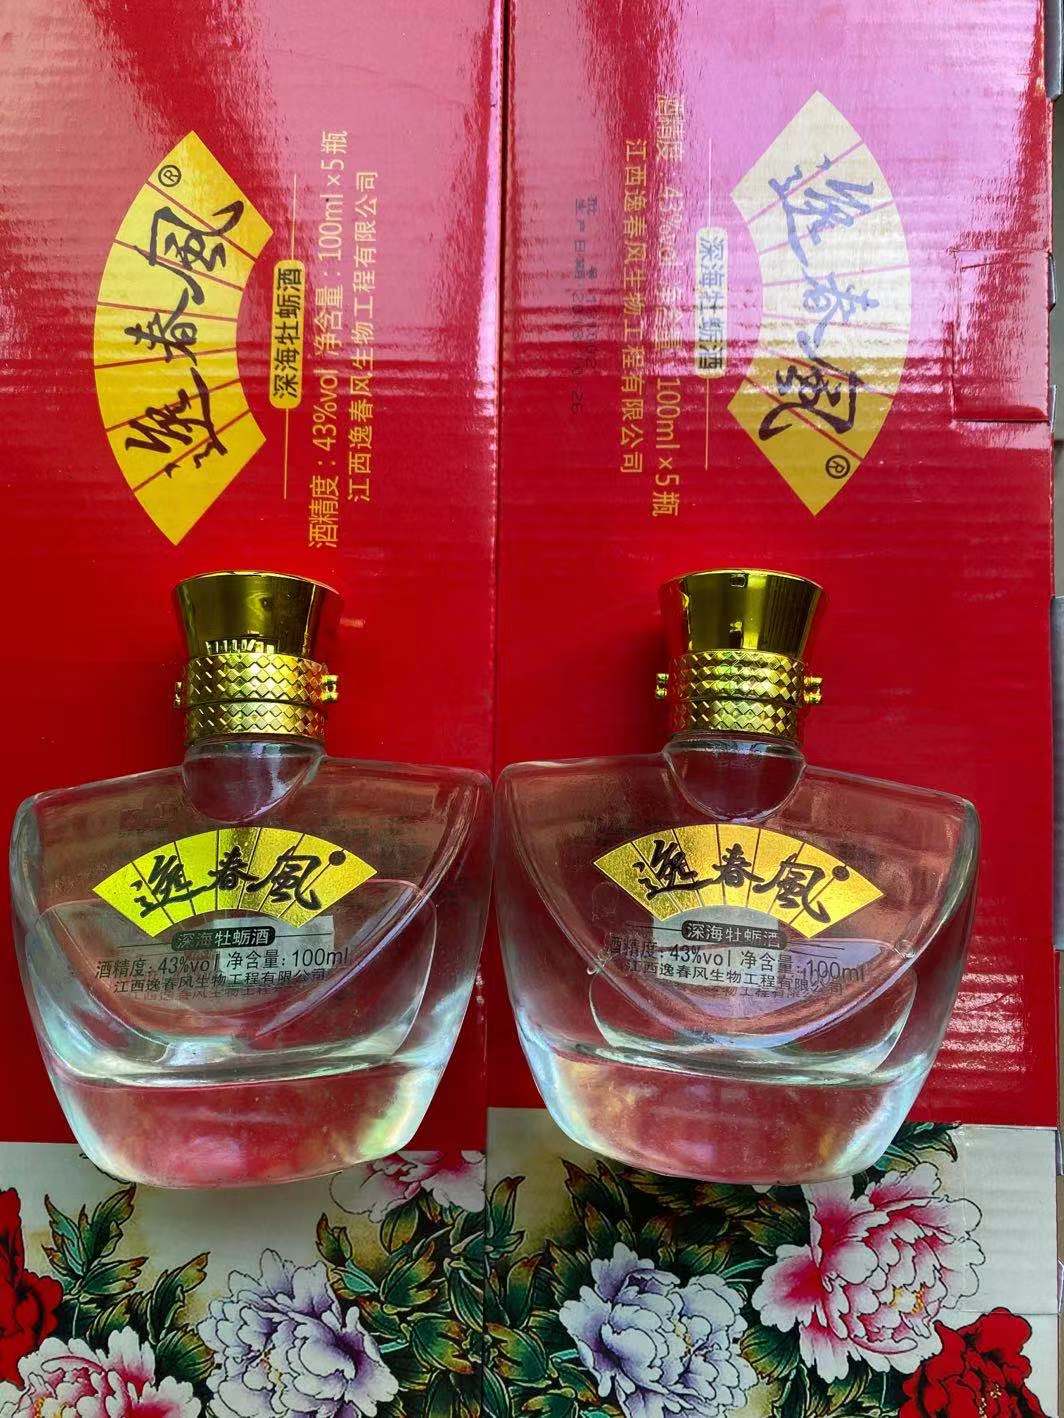 逸春風®
深海牡蛎酒
酒精度：43%vol 净含量：100ml×5瓶
江西逸春风生物工程有限公司
逸春風®
深海牡蛎酒
酒精度：43%vol 净含量：100ml×5瓶
江西逸春风生物工程有限公司
逸春風
深海牡蛎酒
酒精度：43%vol 净含量：100ml
江西逸春风生物工程有限公司
逸春風
深海牡蛎酒
酒精度：43%vol 净含量：100ml
江西逸春风生物工程有限公司